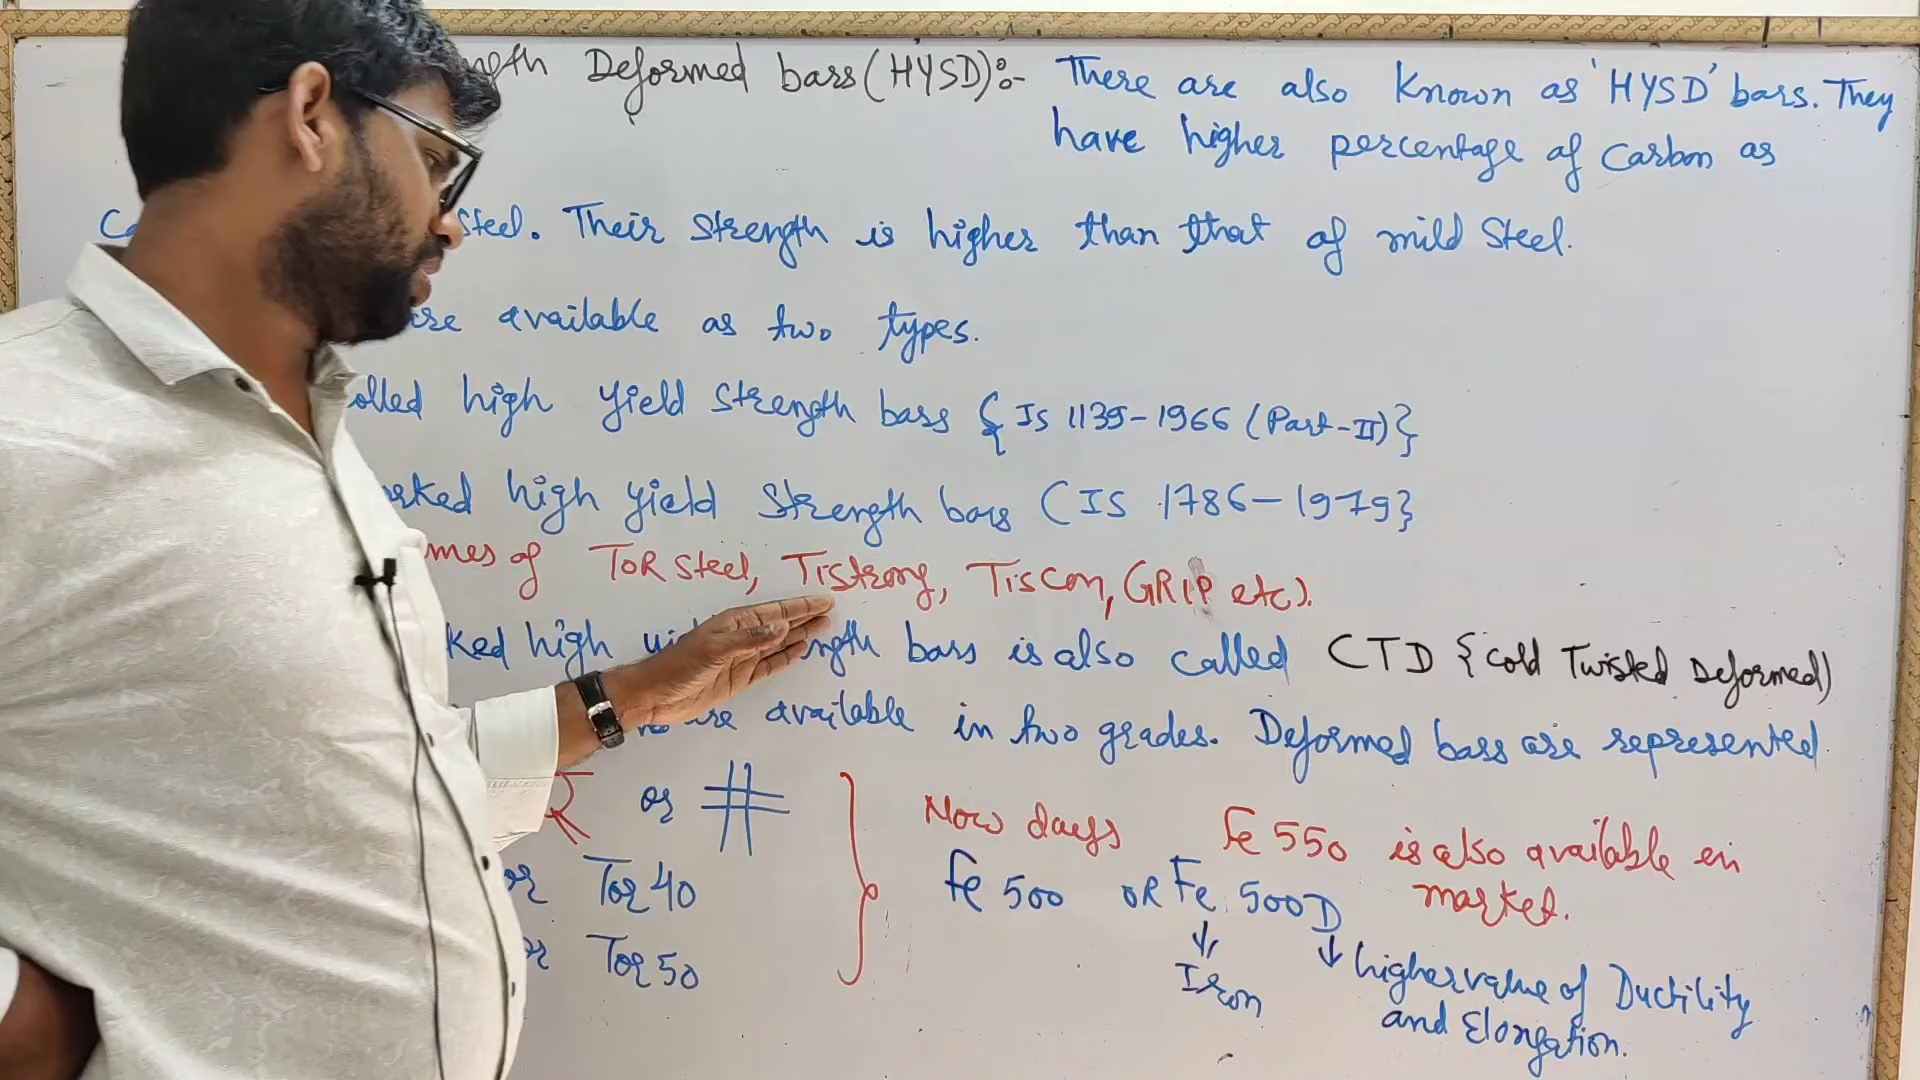 Deformed bars (HYSD):- There are also known as 'HYSD' bars. They
have higher percentage of Carbon as
Steel. Their Strength is higher than that of mild Steel.
available as two types.
high yield strength bars {IS 1139-1966 (Part-II)}
high yield Strength bars (IS 1786-1979}
of TOR Steel, Tistrong, Tiscon, GRIP etc).
high bars is also called CTD {Cold Twisted Deformed)
available in two grades. Deformed bars are represented
or #
Now days Fe 550 is also available in
market.
or Tor 40
Fe 500 OR Fe 500D
or Tor 50
Iron
higher value of Ductility
and Elongation.